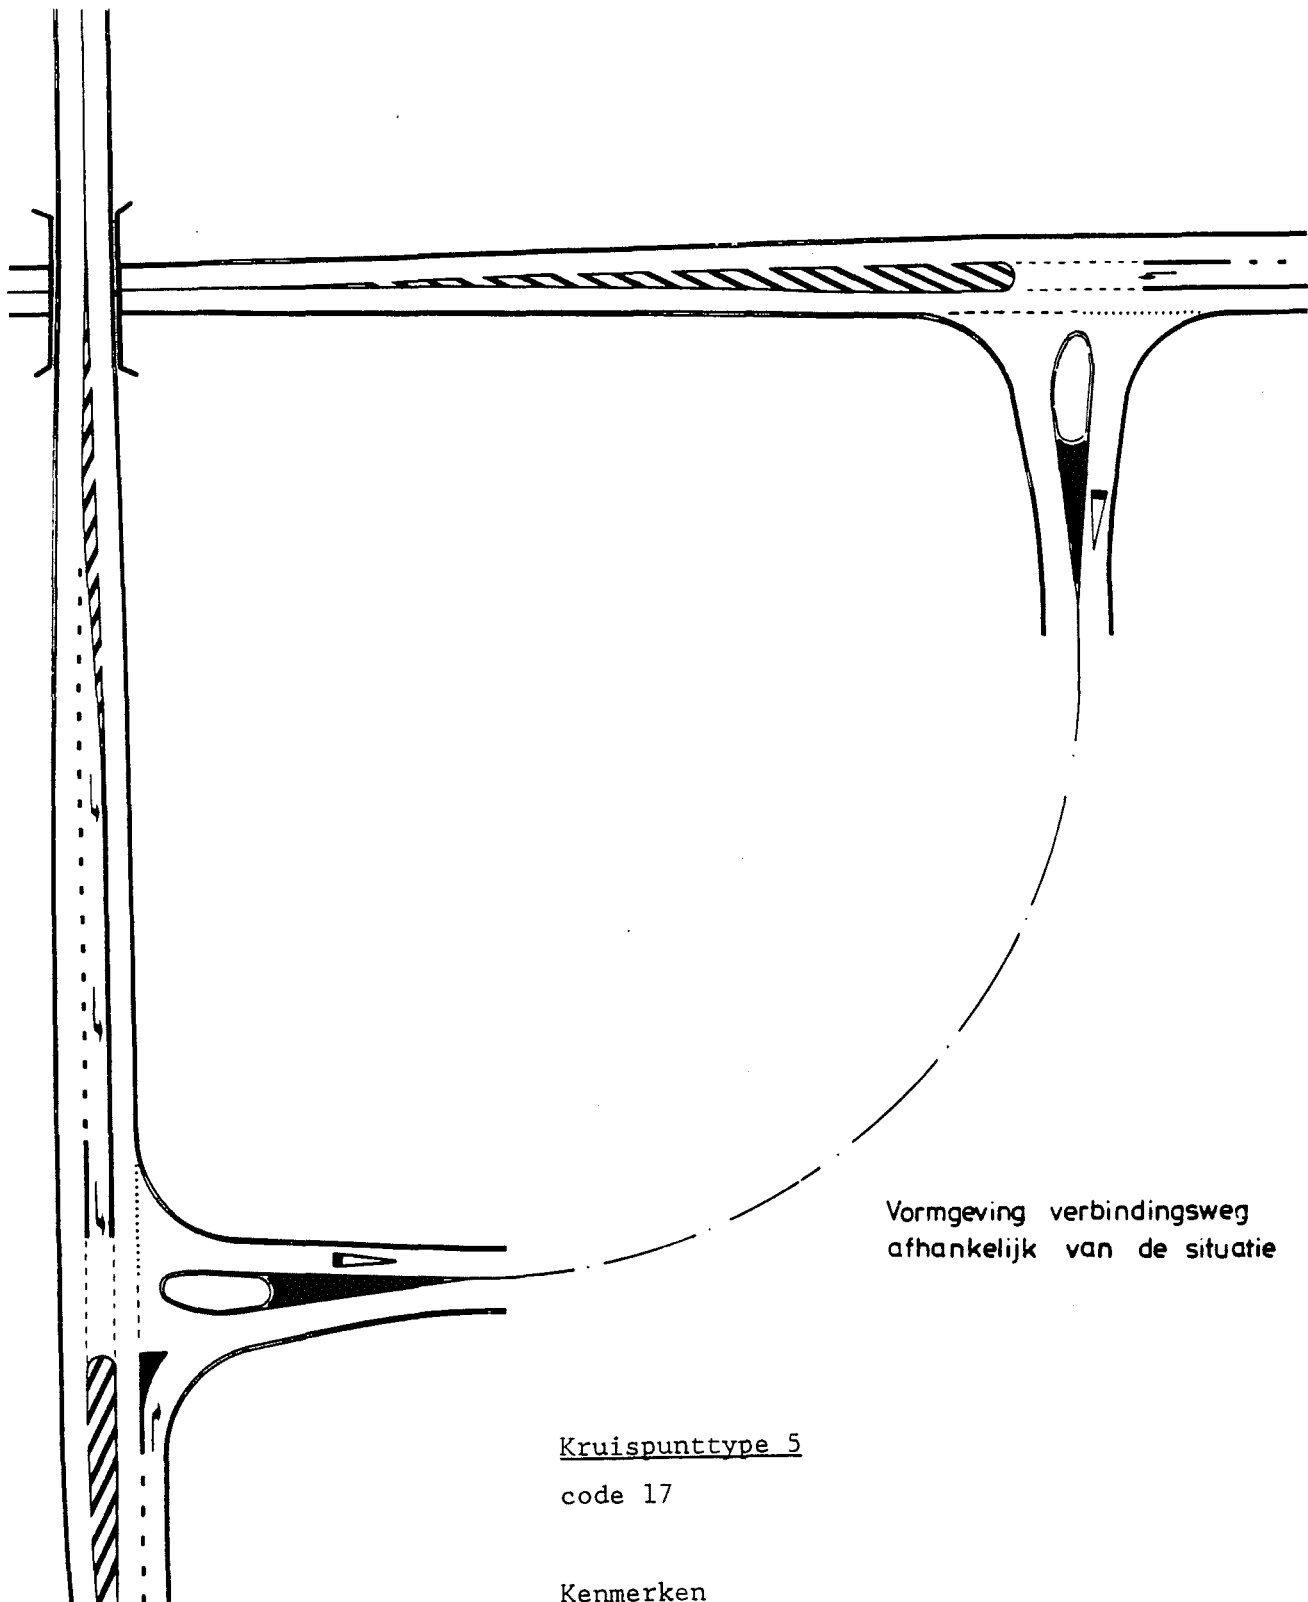 Vormgeving verbindingsweg
afhankelijk van de situatie
Kruispunttype 5
code 17
Kenmerken